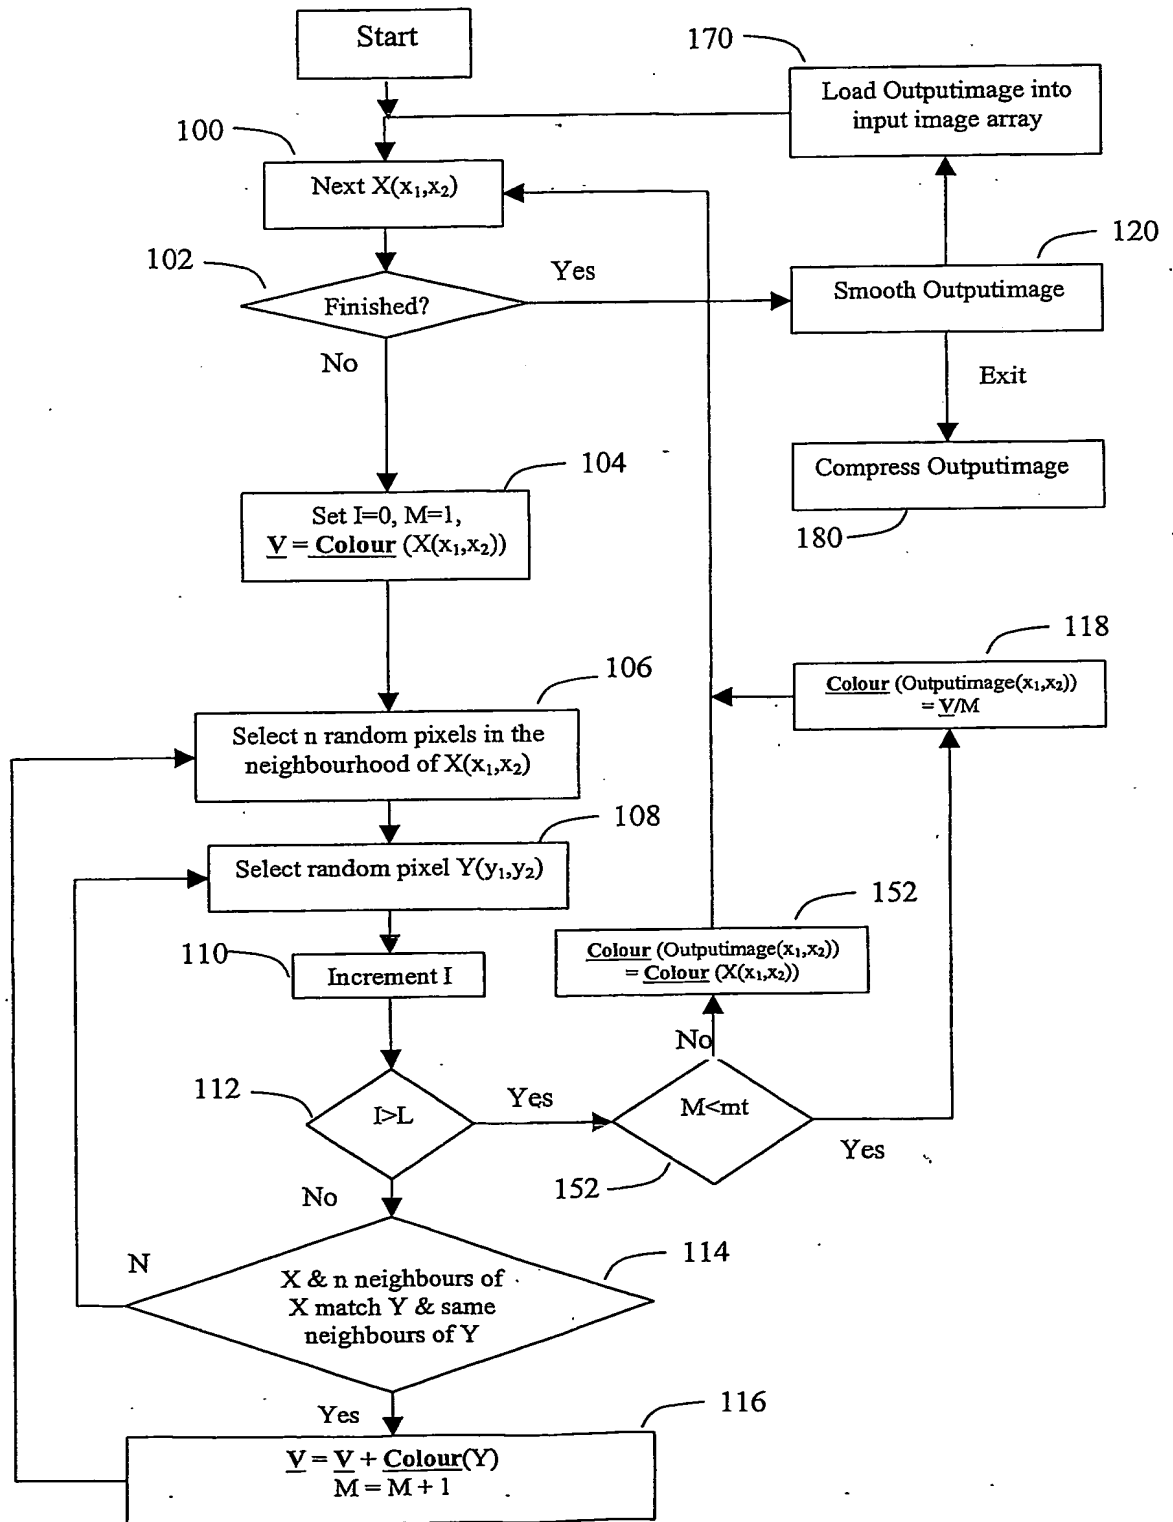 Start
170
Load Outputimage into
input image array
100
Next X(x₁,x₂)
120
102
Yes
Smooth Outputimage
Finished?
No
Exit
Compress Outputimage
104
180
Set I=0, M=1,
V = Colour (X(x₁,x₂))
118
Colour (Outputimage(x₁,x₂))
= V/M
106
Select n random pixels in the
neighbourhood of X(x₁,x₂)
108
Select random pixel Y(y₁,y₂)
152
Colour (Outputimage(x₁,x₂))
= Colour (X(x₁,x₂))
110
Increment I
No
112
I>L
Yes
M<mt
Yes
152
No
N
114
X & n neighbours of
X match Y & same
neighbours of Y
Yes
116
V = V + Colour(Y)
M = M + 1